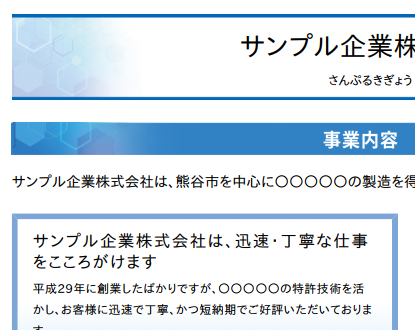 サンプル企業株
さんぷるきぎょう
事業内容
サンプル企業株式会社は、熊谷市を中心に〇〇〇〇〇の製造を得
サンプル企業株式会社は、迅速・丁寧な仕事
をこころがけます
平成29年に創業したばかりですが、〇〇〇〇〇の特許技術を活
かし、お客様に迅速で丁寧、かつ短納期でご好評いただいておりま
す